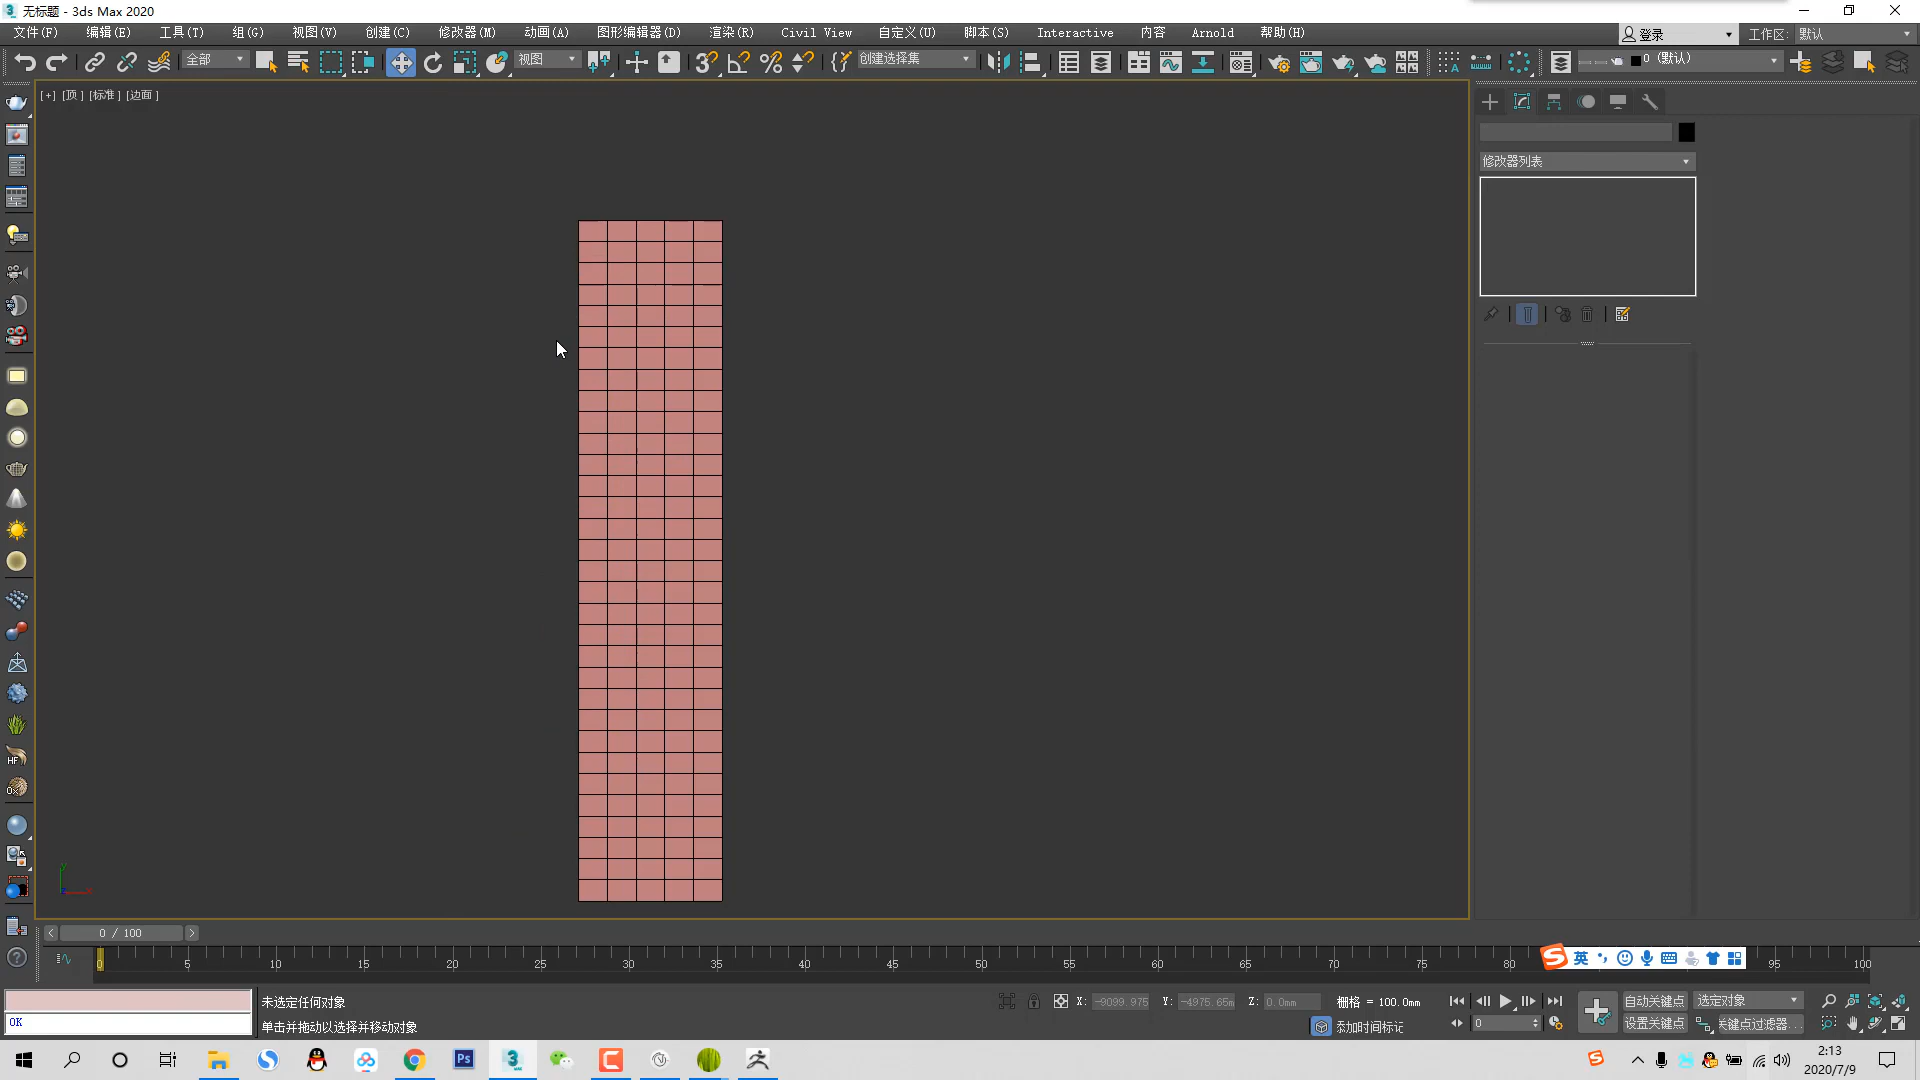 无标题 - 3ds Max 2020
文件(F) 编辑(E) 工具(T) 组(G) 视图(V) 创建(C) 修改器(M) 动画(A) 图形编辑器(D) 渲染(R) Civil View 自定义(U) 脚本(S) Interactive 内容 Arnold 帮助(H) 登录 工作区: 默认
全部 视图 创建选择集 0 (默认)
[+] [顶] [标准] [边面]
修改器列表
0 / 100
0 5 10 15 20 25 30 35 40 45 50 55 60 65 70 75 80 95 100
英
未选定任何对象 X: -9099.975 Y: -4975.65m Z: 0.0mm 栅格 = 100.0mm 自动关键点 选定对象
OK 单击并拖动以选择并移动对象 添加时间标记 0 设置关键点 关键点过滤器...
2:13
2020/7/9